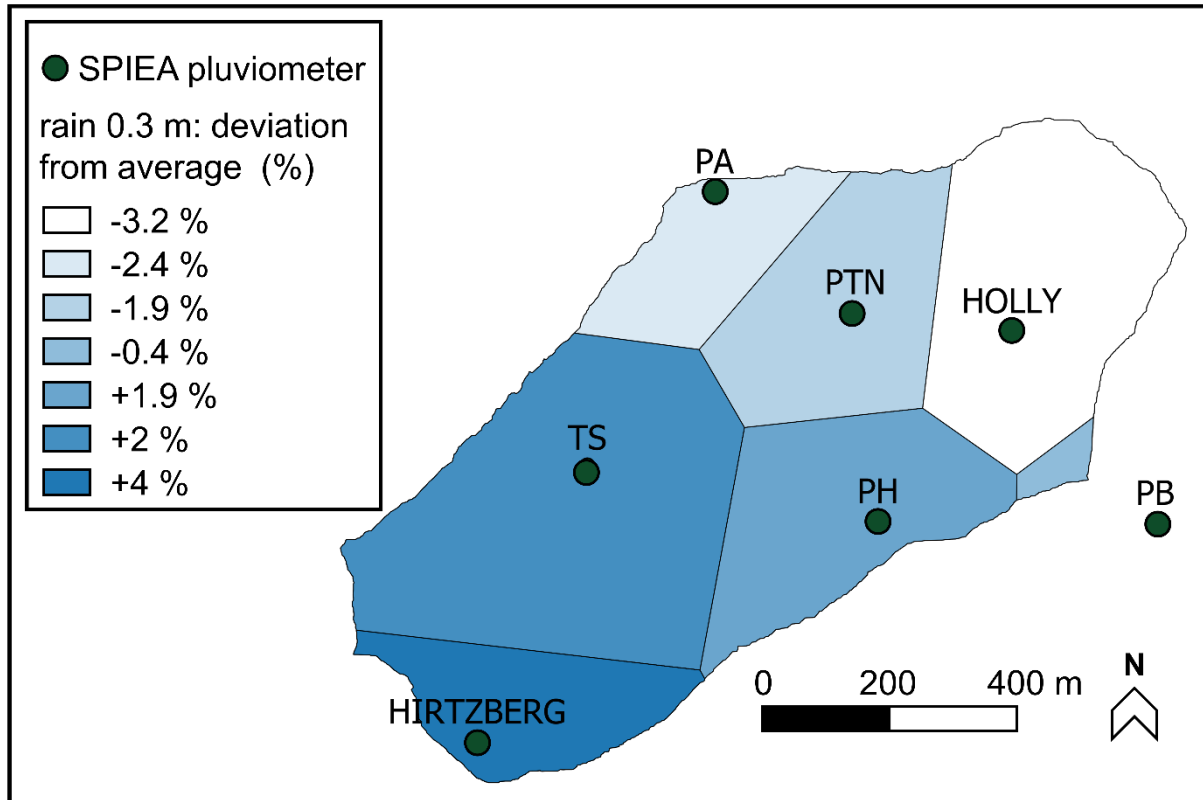 SPIEA pluviometer
rain 0.3 m: deviation
from average (%)
-3.2 %
-2.4 %
-1.9 %
-0.4 %
+1.9 %
+2 %
+4 %
PA
PTN
HOLLY
TS
PH
PB
HIRTZBERG
0 200 400 m
N